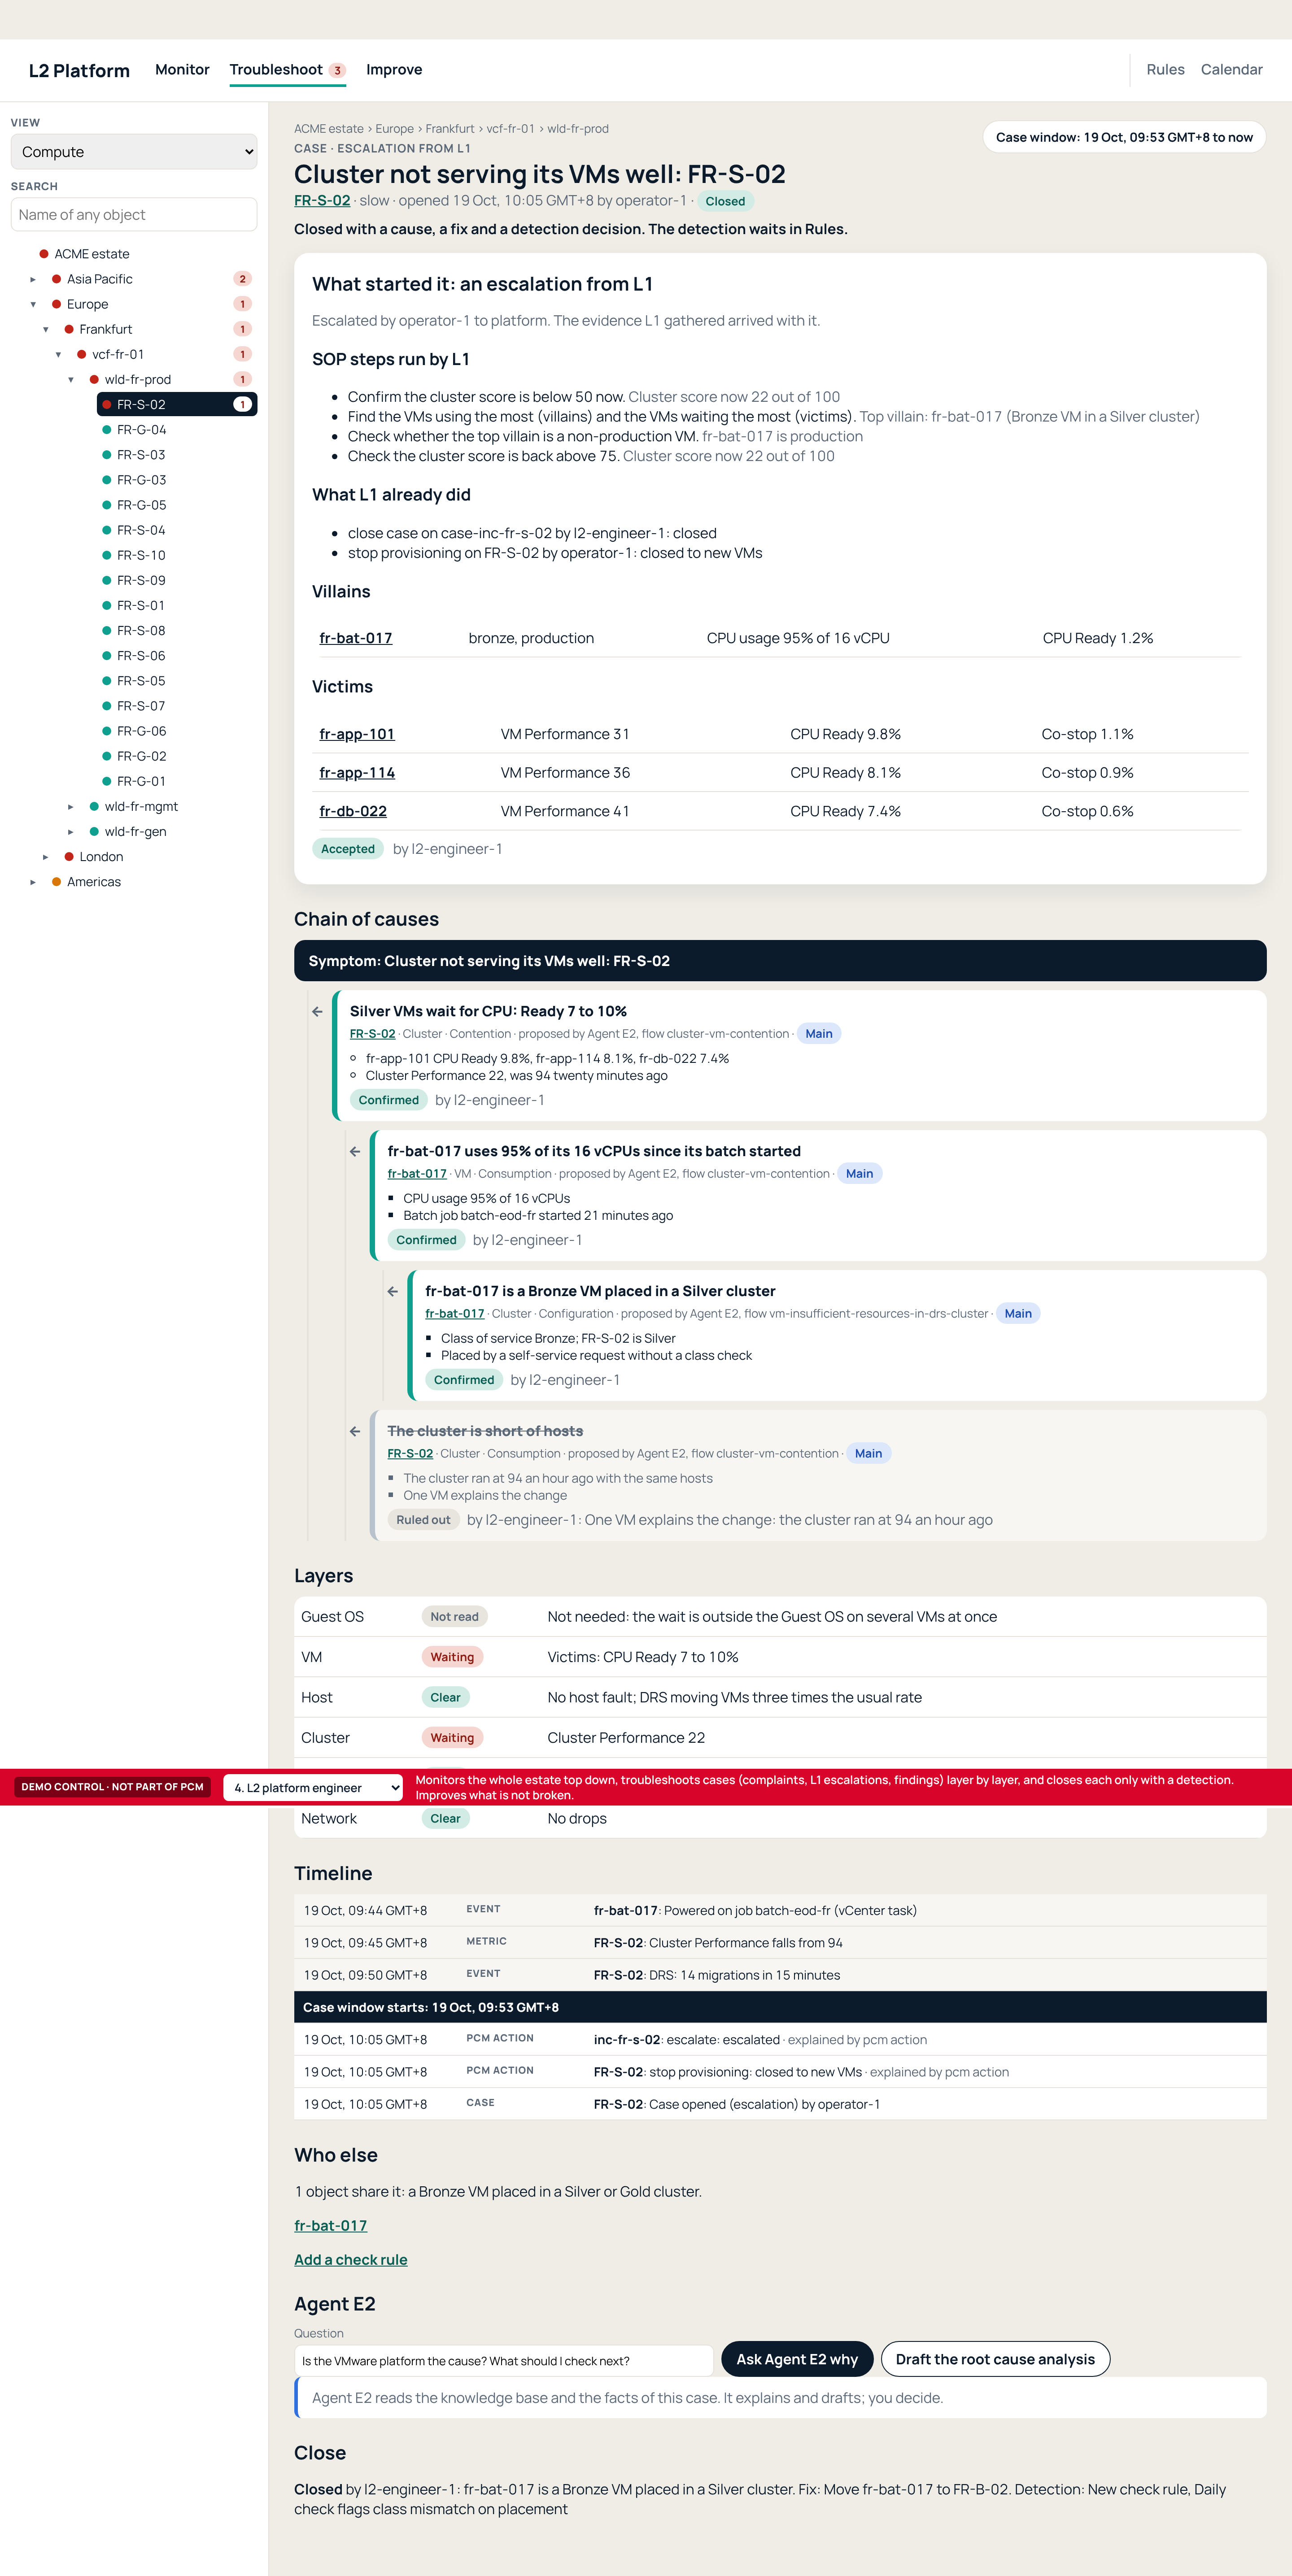 L2 Platform
Monitor
Troubleshoot 3
Improve
Rules
Calendar
VIEW
Compute
SEARCH
Name of any object
ACME estate
Asia Pacific 2
Europe 1
Frankfurt 1
vcf-fr-01 1
wld-fr-prod 1
FR-S-02 1
FR-G-04
FR-S-03
FR-G-03
FR-G-05
FR-S-04
FR-S-10
FR-S-09
FR-S-01
FR-S-08
FR-S-06
FR-S-05
FR-S-07
FR-G-06
FR-G-02
FR-G-01
wld-fr-mgmt
wld-fr-gen
London
Americas
ACME estate › Europe › Frankfurt › vcf-fr-01 › wld-fr-prod
Case window: 19 Oct, 09:53 GMT+8 to now
CASE · ESCALATION FROM L1
Cluster not serving its VMs well: FR-S-02
FR-S-02 · slow · opened 19 Oct, 10:05 GMT+8 by operator-1 · Closed
Closed with a cause, a fix and a detection decision. The detection waits in Rules.
What started it: an escalation from L1
Escalated by operator-1 to platform. The evidence L1 gathered arrived with it.
SOP steps run by L1
Confirm the cluster score is below 50 now. Cluster score now 22 out of 100
Find the VMs using the most (villains) and the VMs waiting the most (victims). Top villain: fr-bat-017 (Bronze VM in a Silver cluster)
Check whether the top villain is a non-production VM. fr-bat-017 is production
Check the cluster score is back above 75. Cluster score now 22 out of 100
What L1 already did
close case on case-inc-fr-s-02 by l2-engineer-1: closed
stop provisioning on FR-S-02 by operator-1: closed to new VMs
Villains
fr-bat-017 bronze, production CPU usage 95% of 16 vCPU CPU Ready 1.2%
Victims
fr-app-101 VM Performance 31 CPU Ready 9.8% Co-stop 1.1%
fr-app-114 VM Performance 36 CPU Ready 8.1% Co-stop 0.9%
fr-db-022 VM Performance 41 CPU Ready 7.4% Co-stop 0.6%
Accepted by l2-engineer-1
Chain of causes
Symptom: Cluster not serving its VMs well: FR-S-02
← Silver VMs wait for CPU: Ready 7 to 10%
FR-S-02 · Cluster · Contention · proposed by Agent E2, flow cluster-vm-contention · Main
fr-app-101 CPU Ready 9.8%, fr-app-114 8.1%, fr-db-022 7.4%
Cluster Performance 22, was 94 twenty minutes ago
Confirmed by l2-engineer-1
← fr-bat-017 uses 95% of its 16 vCPUs since its batch started
fr-bat-017 · VM · Consumption · proposed by Agent E2, flow cluster-vm-contention · Main
CPU usage 95% of 16 vCPUs
Batch job batch-eod-fr started 21 minutes ago
Confirmed by l2-engineer-1
← fr-bat-017 is a Bronze VM placed in a Silver cluster
fr-bat-017 · Cluster · Configuration · proposed by Agent E2, flow vm-insufficient-resources-in-drs-cluster · Main
Class of service Bronze; FR-S-02 is Silver
Placed by a self-service request without a class check
Confirmed by l2-engineer-1
← The cluster is short of hosts
FR-S-02 · Cluster · Consumption · proposed by Agent E2, flow cluster-vm-contention · Main
The cluster ran at 94 an hour ago with the same hosts
One VM explains the change
Ruled out by l2-engineer-1: One VM explains the change: the cluster ran at 94 an hour ago
Layers
Guest OS Not read Not needed: the wait is outside the Guest OS on several VMs at once
VM Waiting Victims: CPU Ready 7 to 10%
Host Clear No host fault; DRS moving VMs three times the usual rate
Cluster Waiting Cluster Performance 22
DEMO CONTROL · NOT PART OF PCM
4. L2 platform engineer
Monitors the whole estate top down, troubleshoots cases (complaints, L1 escalations, findings) layer by layer, and closes each only with a detection.
Improves what is not broken.
Network Clear No drops
Timeline
19 Oct, 09:44 GMT+8 EVENT fr-bat-017: Powered on job batch-eod-fr (vCenter task)
19 Oct, 09:45 GMT+8 METRIC FR-S-02: Cluster Performance falls from 94
19 Oct, 09:50 GMT+8 EVENT FR-S-02: DRS: 14 migrations in 15 minutes
Case window starts: 19 Oct, 09:53 GMT+8
19 Oct, 10:05 GMT+8 PCM ACTION inc-fr-s-02: escalate: escalated · explained by pcm action
19 Oct, 10:05 GMT+8 PCM ACTION FR-S-02: stop provisioning: closed to new VMs · explained by pcm action
19 Oct, 10:05 GMT+8 CASE FR-S-02: Case opened (escalation) by operator-1
Who else
1 object share it: a Bronze VM placed in a Silver or Gold cluster.
fr-bat-017
Add a check rule
Agent E2
Question
Is the VMware platform the cause? What should I check next?
Ask Agent E2 why
Draft the root cause analysis
Agent E2 reads the knowledge base and the facts of this case. It explains and drafts; you decide.
Close
Closed by l2-engineer-1: fr-bat-017 is a Bronze VM placed in a Silver cluster. Fix: Move fr-bat-017 to FR-B-02. Detection: New check rule, Daily
check flags class mismatch on placement